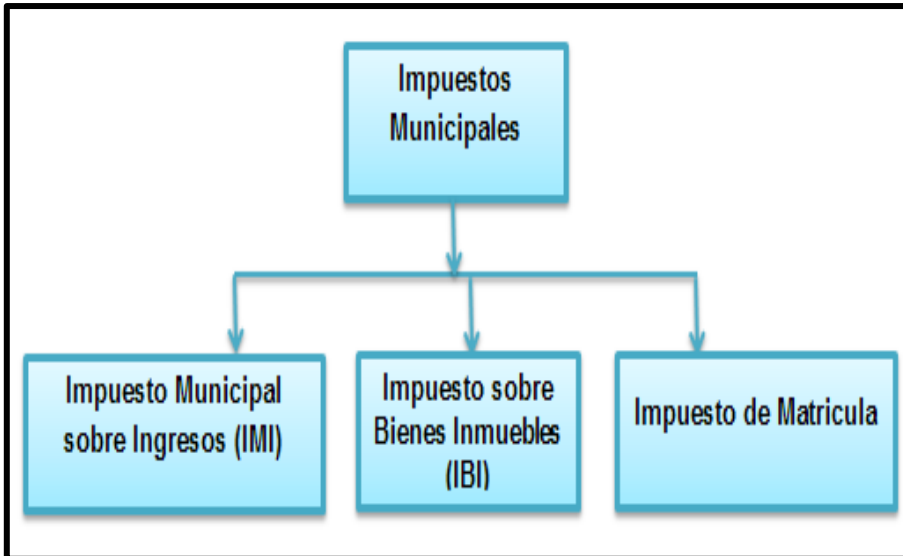 Impuestos
Municipales
Impuesto Municipal
sobre Ingresos (IMI)
Impuesto sobre
Bienes Inmuebles
(IBI)
Impuesto de Matricula